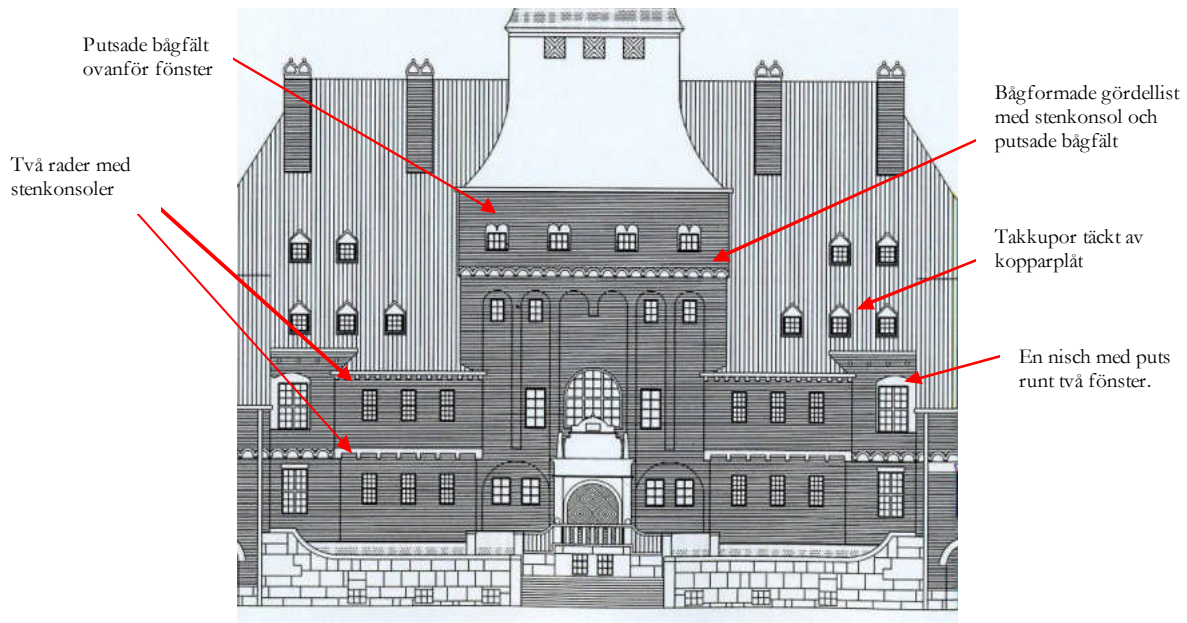 Putsade bågfält
ovanför fönster
Två rader med
stenkonsoler
Bågformade gördellist
med stenkonsol och
putsade bågfält
Takkupor täckt av
kopparplåt
En nisch med puts
runt två fönster.